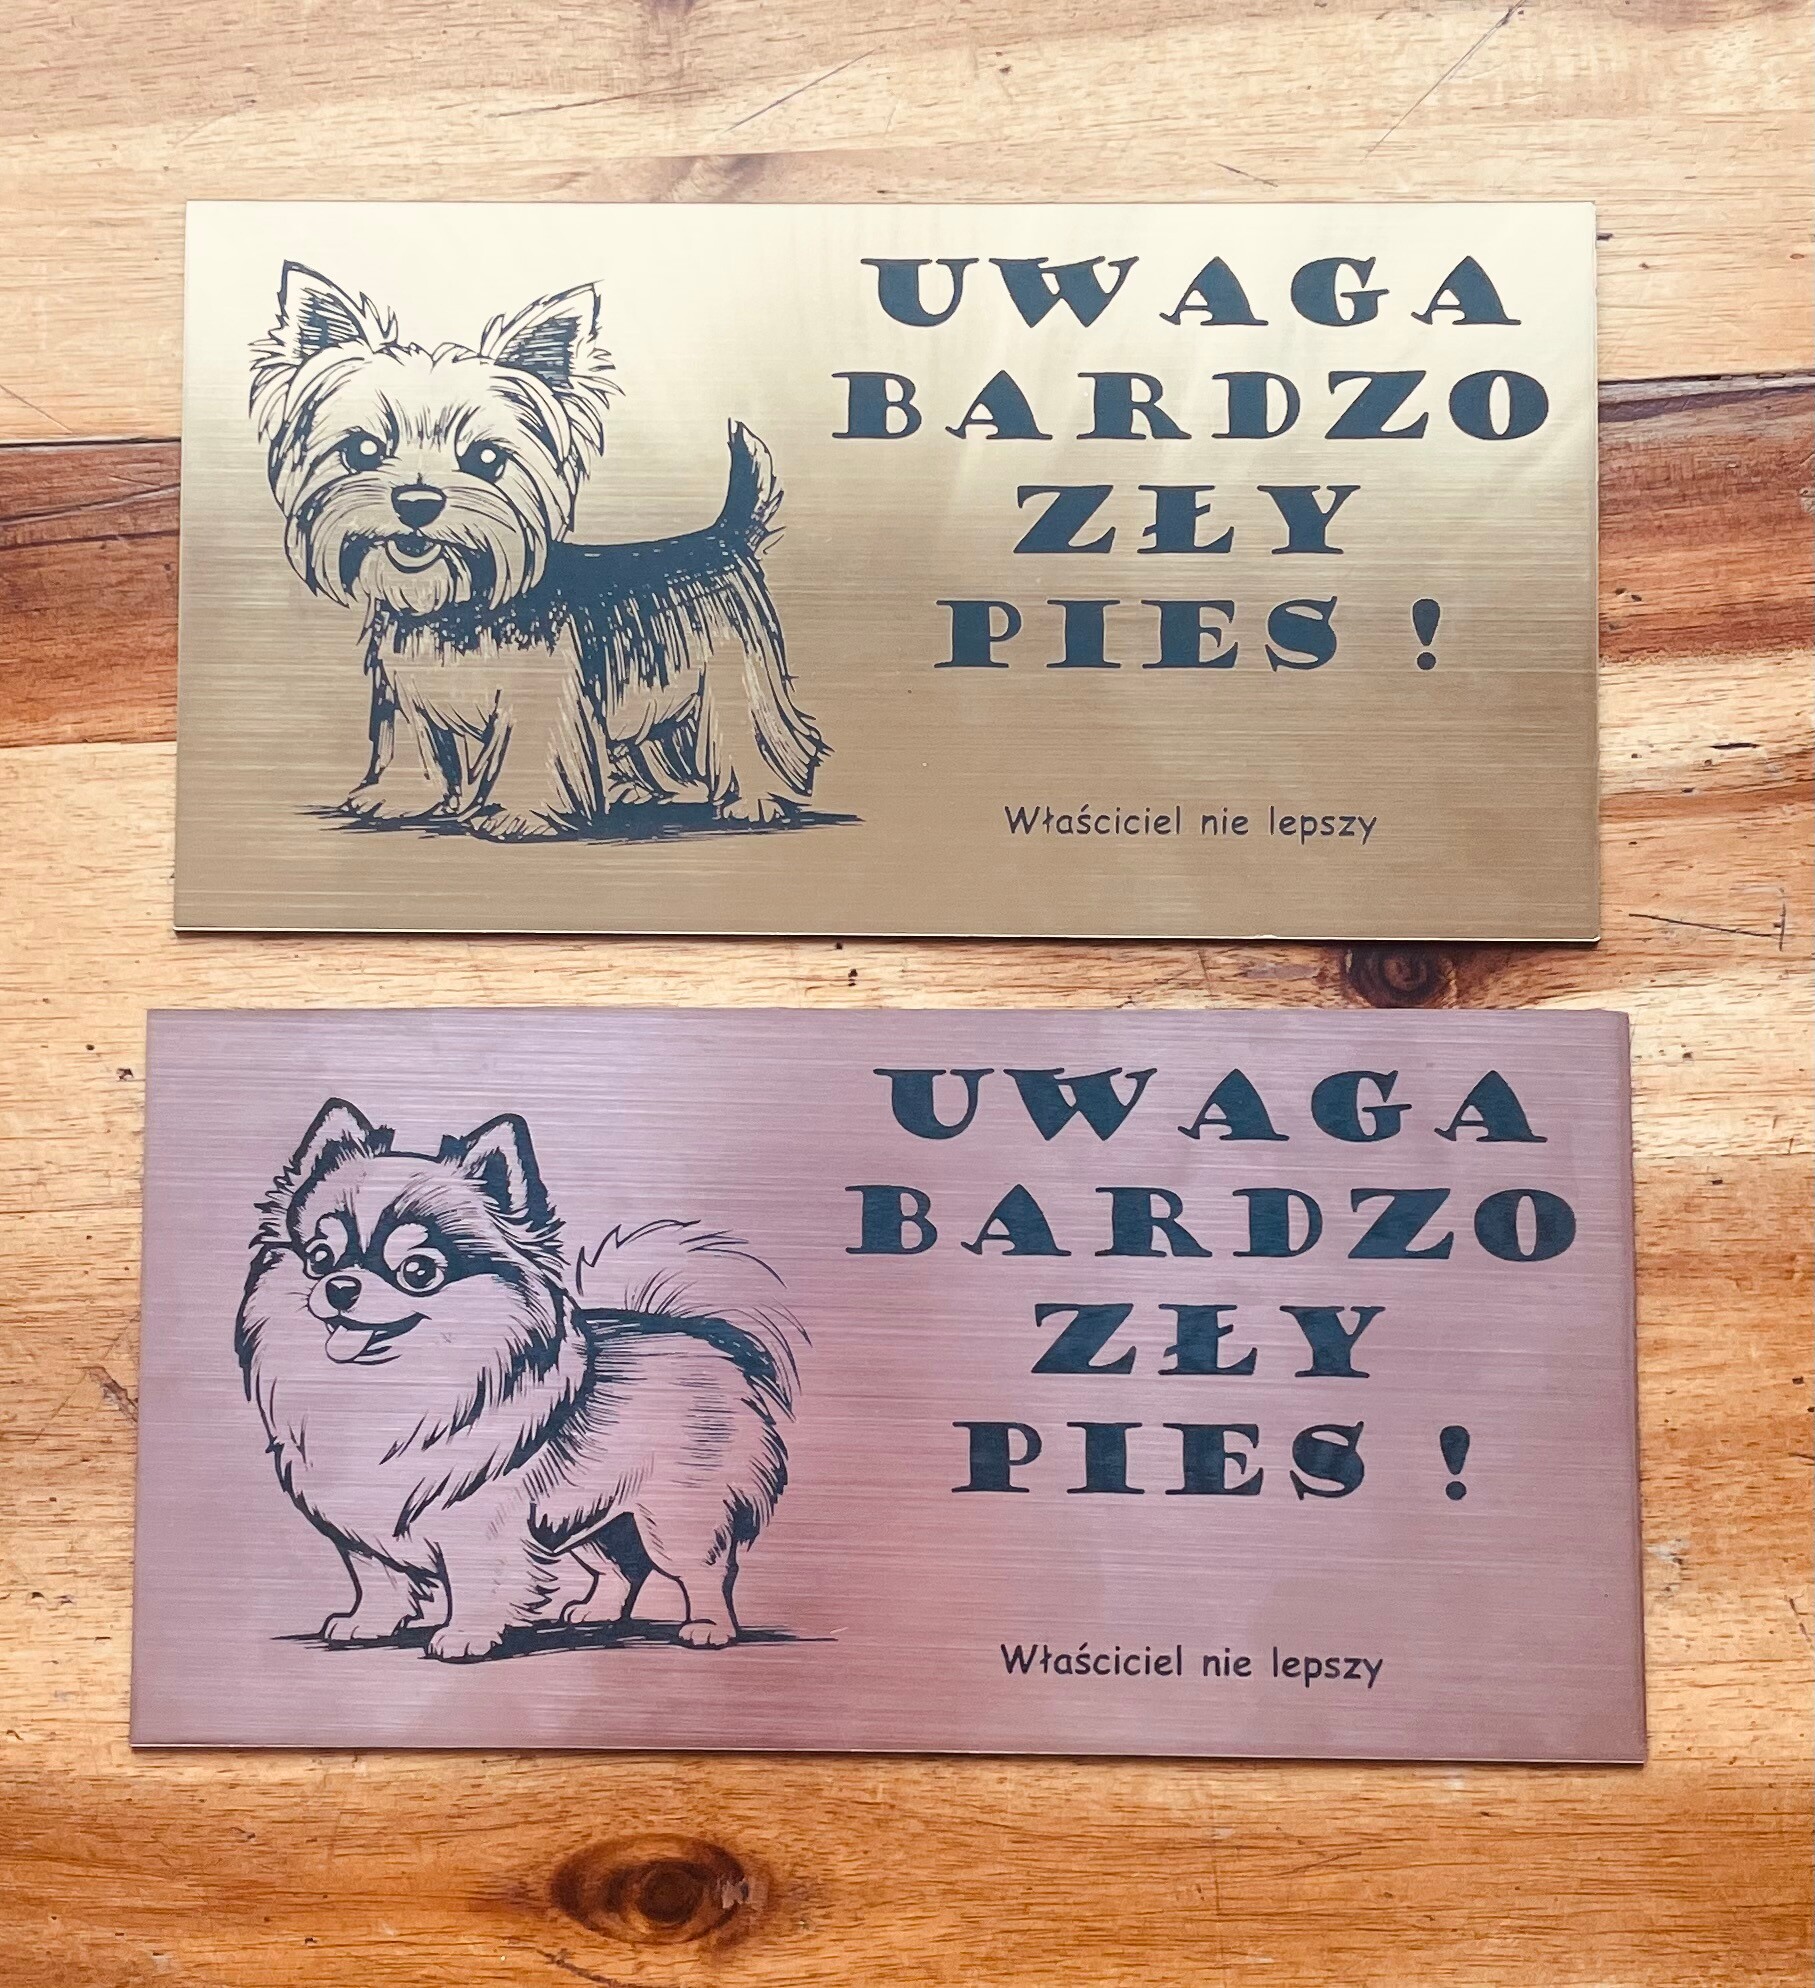 UWAGA
BARDZO
ZŁY
PIES !
Właściciel nie lepszy
UWAGA
BARDZO
ZŁY
PIES !
Właściciel nie lepszy